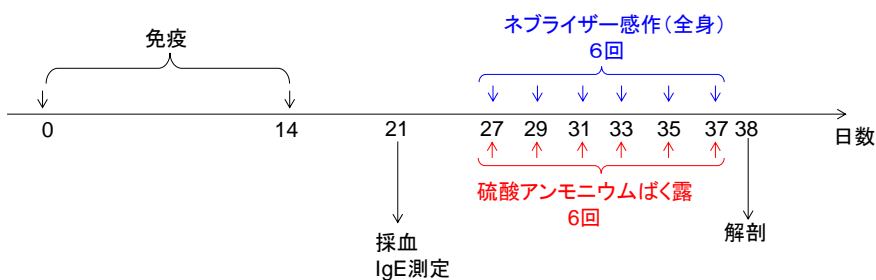 ネブライザー感作(全身)
6回
免疫
0
14
21
27
29
31
33
35
37
38
日数
硫酸アンモニウムばく露
6回
採血
IgE測定
解剖